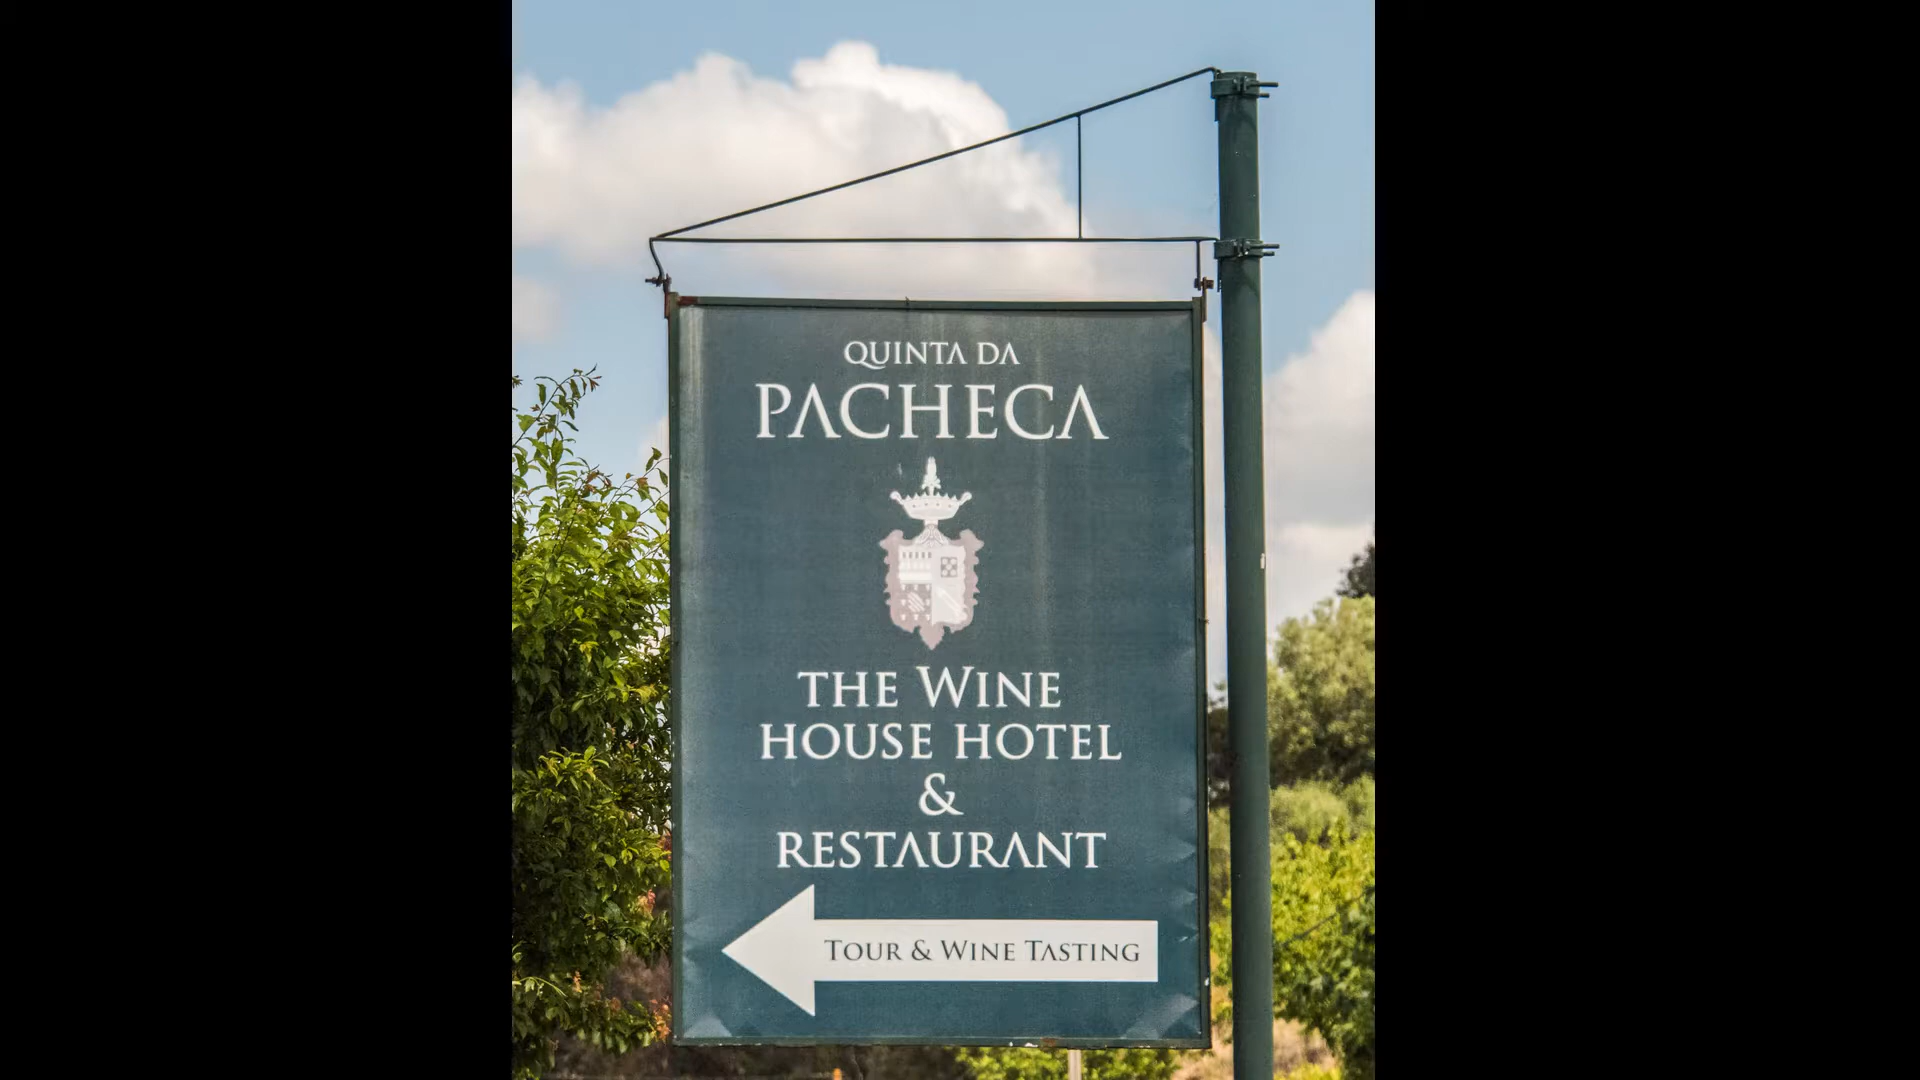 QUINTA DA
PACHECA
THE WINE
HOUSE HOTEL
&
RESTAURANT
TOUR & WINE TASTING